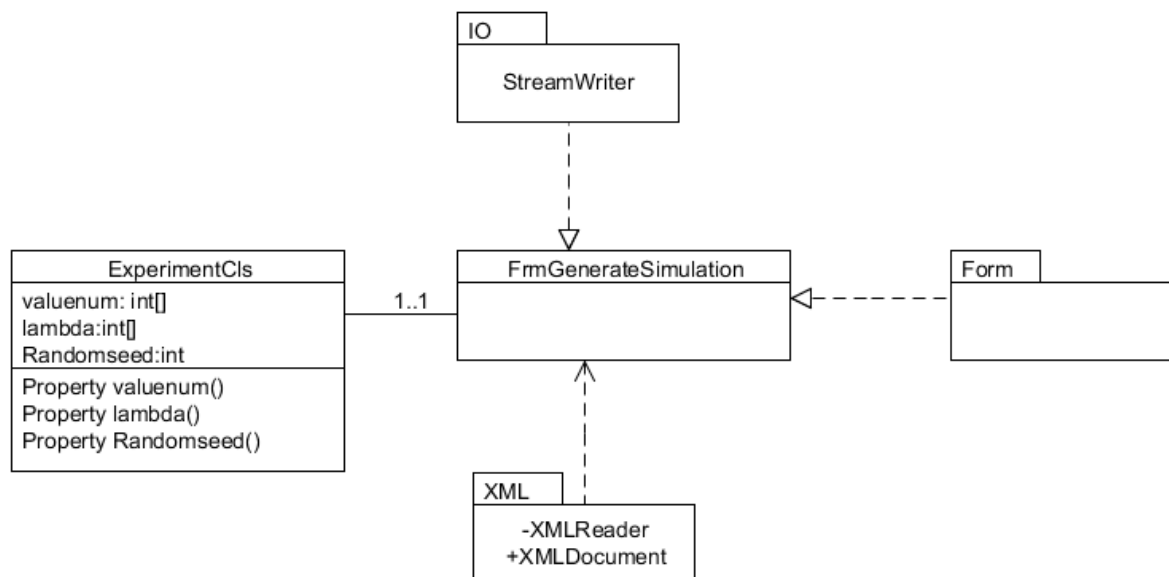 IO
StreamWriter
ExperimentCls
valuenum: int[]
lambda:int[]
Randomseed:int
Property valuenum()
Property lambda()
Property Randomseed()
1..1
FrmGenerateSimulation
Form
XML
-XMLReader
+XMLDocument